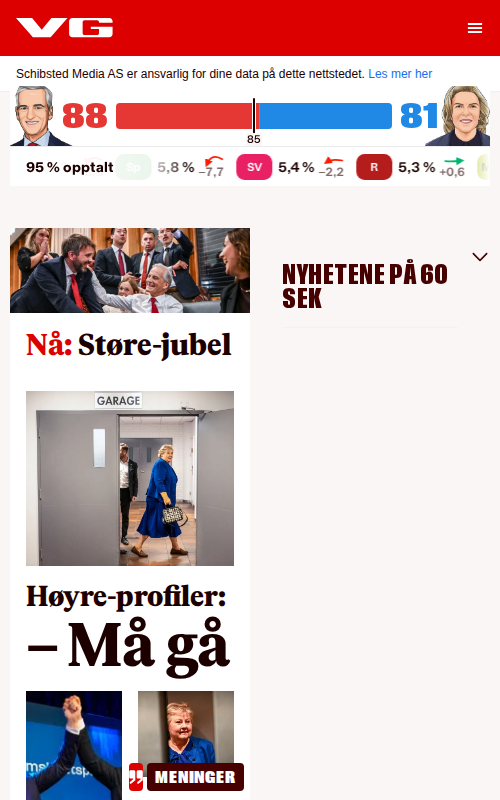 VG
Schibsted Media AS er ansvarlig for dine data på dette nettstedet. Les mer her
88 81
85
95 % opptalt Sp 5,8 % –7,7 SV 5,4 % –2,2 R 5,3 % +0,6
NYHETENE PÅ 60
SEK
Nå: Støre-jubel
GARAGE
Høyre-profiler:
– Må gå
MENINGER